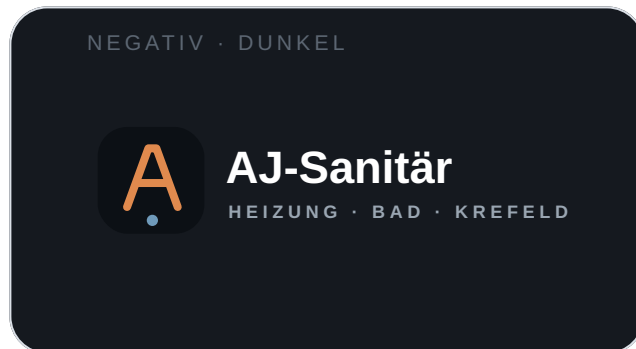 NEGATIV · DUNKEL
A
AJ-Sanitär
HEIZUNG · BAD · KREFELD